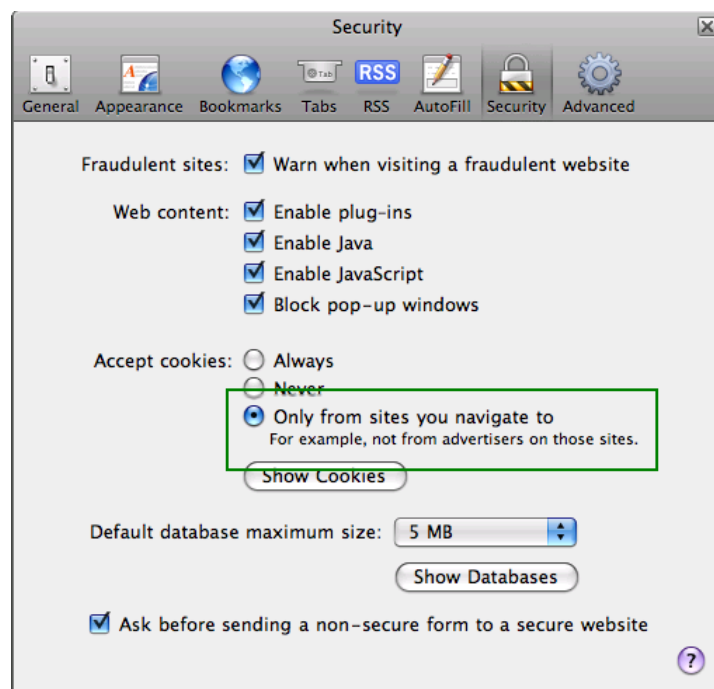 Security
General Appearance Bookmarks Tabs RSS AutoFill Security Advanced
Fraudulent sites: Warn when visiting a fraudulent website
Web content: Enable plug-ins
Enable Java
Enable JavaScript
Block pop-up windows
Accept cookies: Always
Never
Only from sites you navigate to
For example, not from advertisers on those sites.
Show Cookies
Default database maximum size: 5 MB
Show Databases
Ask before sending a non-secure form to a secure website
?